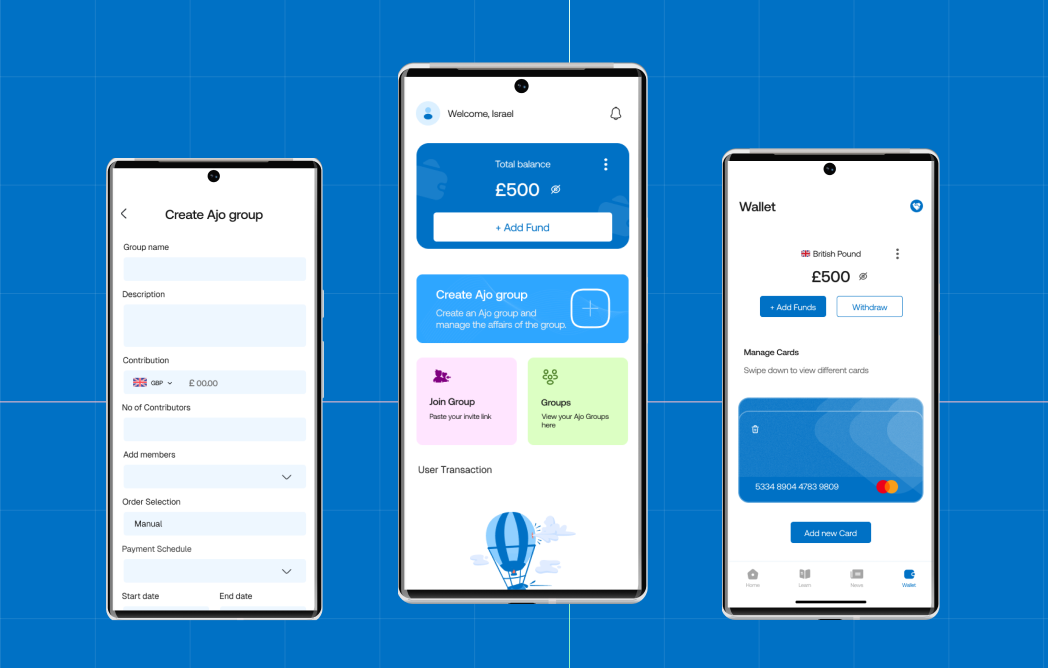 Create Ajo group
Group name
Description
Contribution
GBP
£ 00.00
No of Contributors
Add members
Order Selection
Manual
Payment Schedule
Start date
End date
Welcome, Israel
Total balance
£500
+ Add Fund
Create Ajo group
Create an Ajo group and
manage the affairs of the group.
Join Group
Paste your invite link
Groups
View your Ajo Groups
here
User Transaction
Wallet
British Pound
£500
+ Add Funds
Withdraw
Manage Cards
Swipe down to view different cards
5334 8904 4783 9809
Add new Card
Home
Learn
News
Wallet